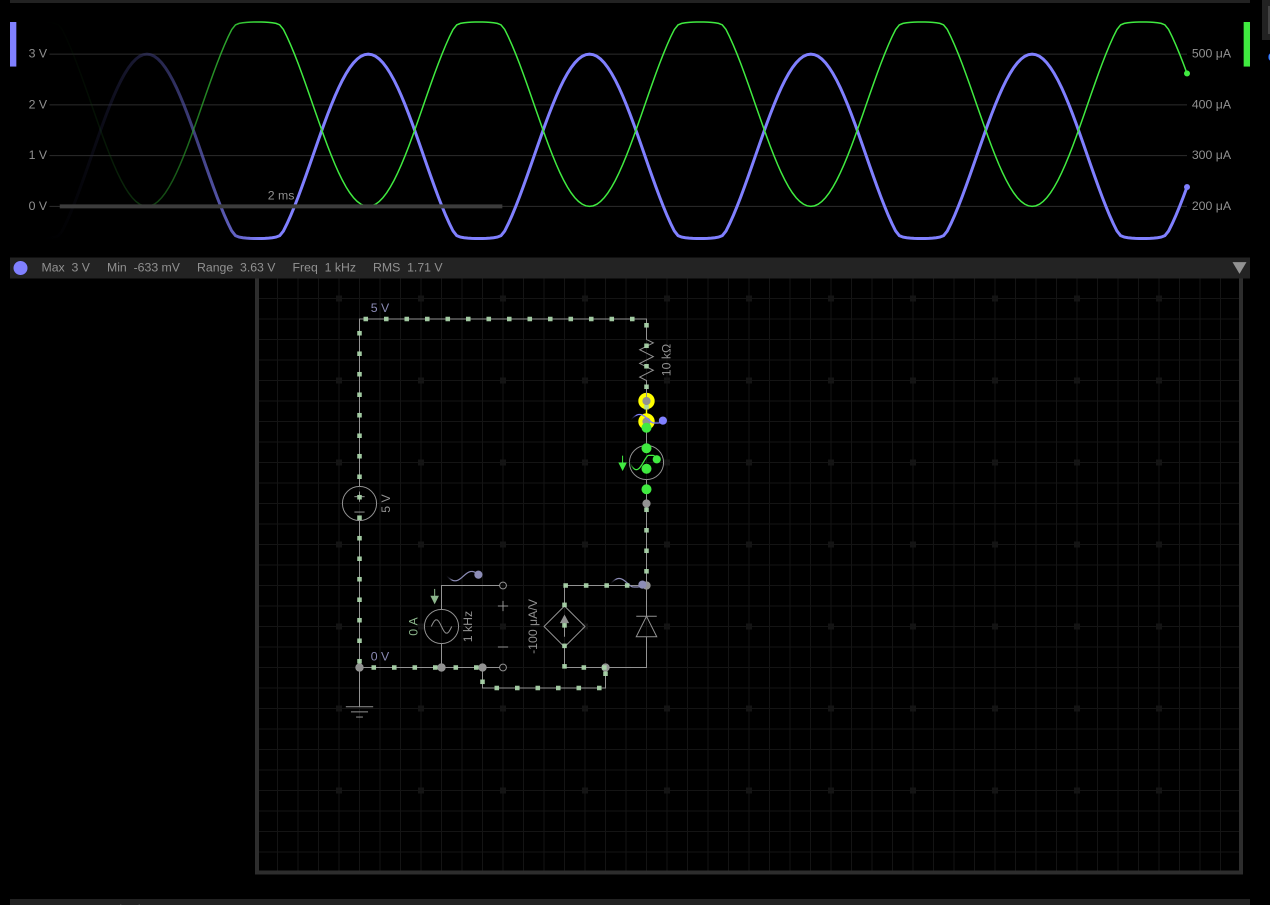 3 V
500 μA
2 V
400 μA
1 V
300 μA
2 ms
0 V
200 μA
Max 3 V Min -633 mV Range 3.63 V Freq 1 kHz RMS 1.71 V
5 V
10 kΩ
5 V
0 A
1 kHz
-100 μA/V
0 V